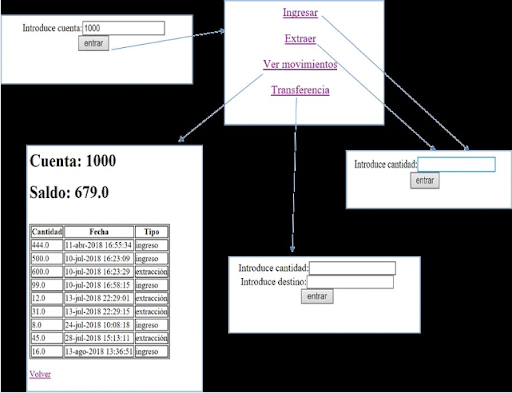 Introduce cuenta: 1000
entrar
Ingresar
Extraer
Ver movimientos
Transferencia
Cuenta: 1000
Saldo: 679.0
Cantidad Fecha Tipo
444.0 11-abr-2018 16:55:34 ingreso
500.0 10-jul-2018 16:23:09 ingreso
600.0 10-jul-2018 16:23:29 extracción
99.0 10-jul-2018 16:58:15 ingreso
12.0 13-jul-2018 22:29:01 extracción
31.0 13-jul-2018 22:29:15 extracción
8.0 24-jul-2018 10:08:18 ingreso
45.0 28-jul-2018 15:13:11 extracción
16.0 13-ago-2018 13:36:51 ingreso
Volver
Introduce cantidad:
entrar
Introduce cantidad:
Introduce destino:
entrar